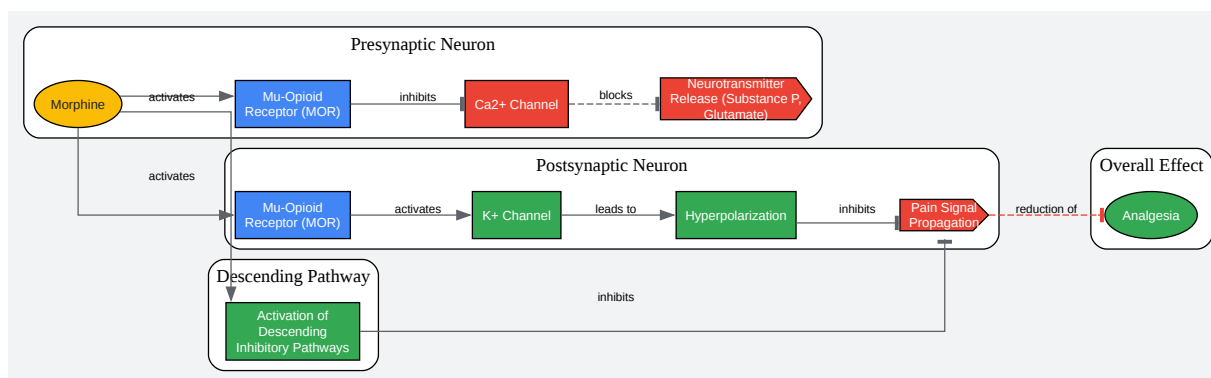 Presynaptic Neuron
Morphine
activates
Mu-Opioid
Receptor (MOR)
inhibits
Ca2+ Channel
blocks
Neurotransmitter
Release (Substance P,
Glutamate)
activates
Postsynaptic Neuron
Mu-Opioid
Receptor (MOR)
activates
K+ Channel
leads to
Hyperpolarization
inhibits
Pain Signal
Propagation
reduction of
Overall Effect
Analgesia
Descending Pathway
Activation of
Descending
Inhibitory Pathways
inhibits